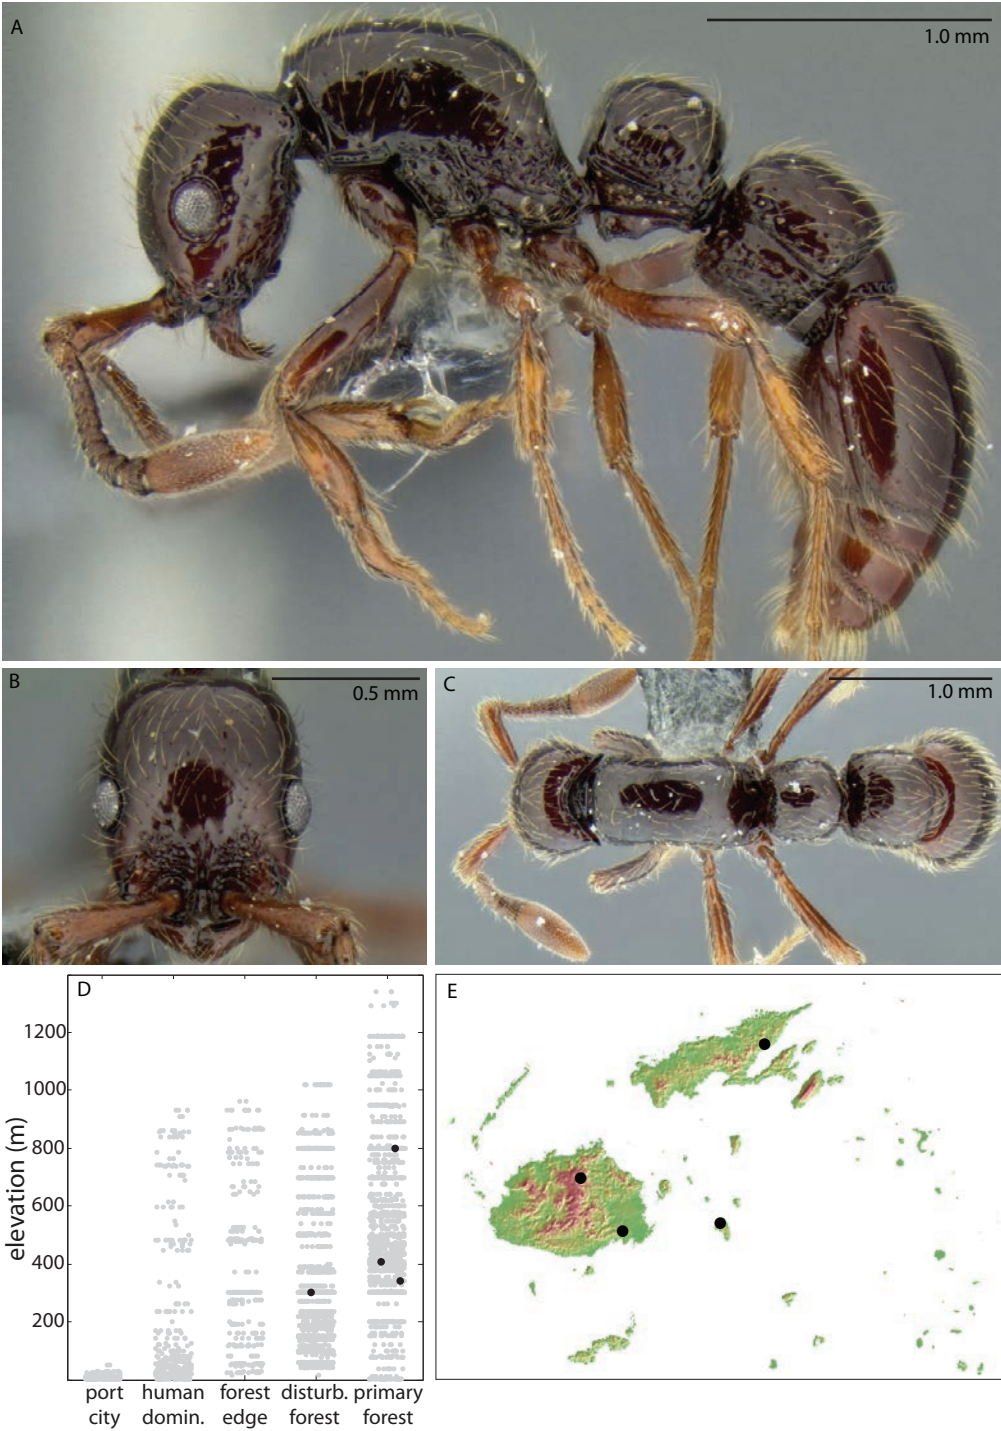 A
1.0 mm
B
0.5 mm
C
1.0 mm
D
elevation (m)
1200
1000
800
600
400
200
port city
human domin.
forest edge
disturb. forest
primary forest
E